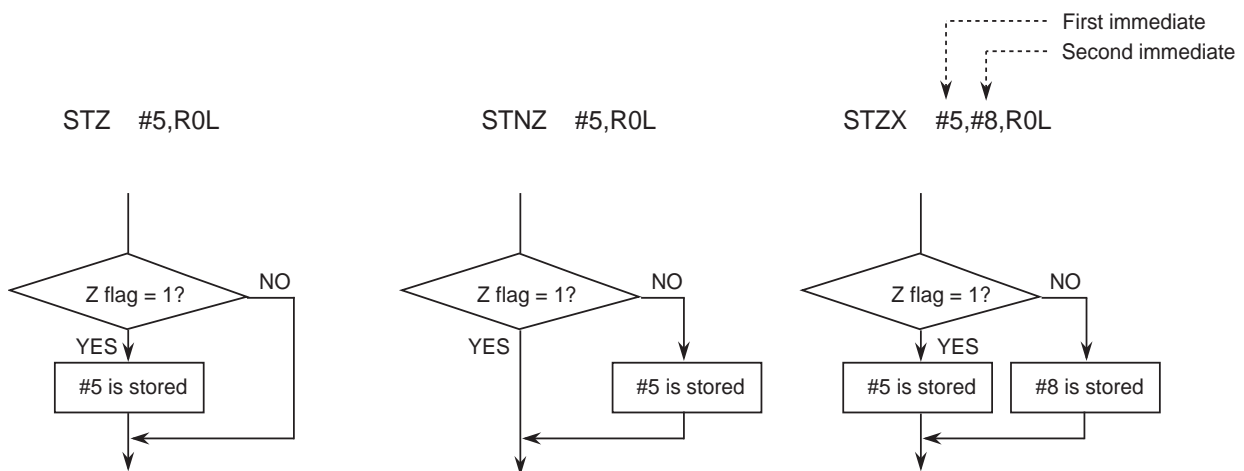 First immediate
Second immediate
STZ #5,R0L
STNZ #5,R0L
STZX #5,#8,R0L
Z flag = 1?
NO
YES
#5 is stored
Z flag = 1?
NO
YES
#5 is stored
Z flag = 1?
NO
YES
#5 is stored
#8 is stored